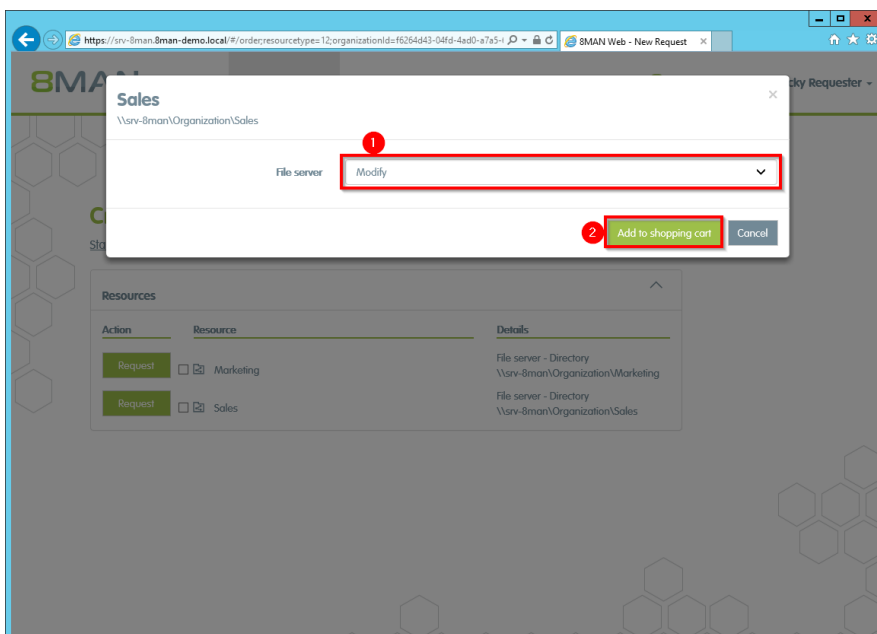 https://srv-8man.8man-demo.local/#/order;resourcetype=12;organizationId=f6264d43-04fd-4ad0-a7a5-
8MAN Web - New Request
8MA
cky Requester
Sales
\\srv-8man\Organization\Sales
1
File server
Modify
2
Add to shopping cart
Cancel
C
Sta
Resources
Action Resource Details
Request Marketing File server - Directory
\\srv-8man\Organization\Marketing
Request Sales File server - Directory
\\srv-8man\Organization\Sales